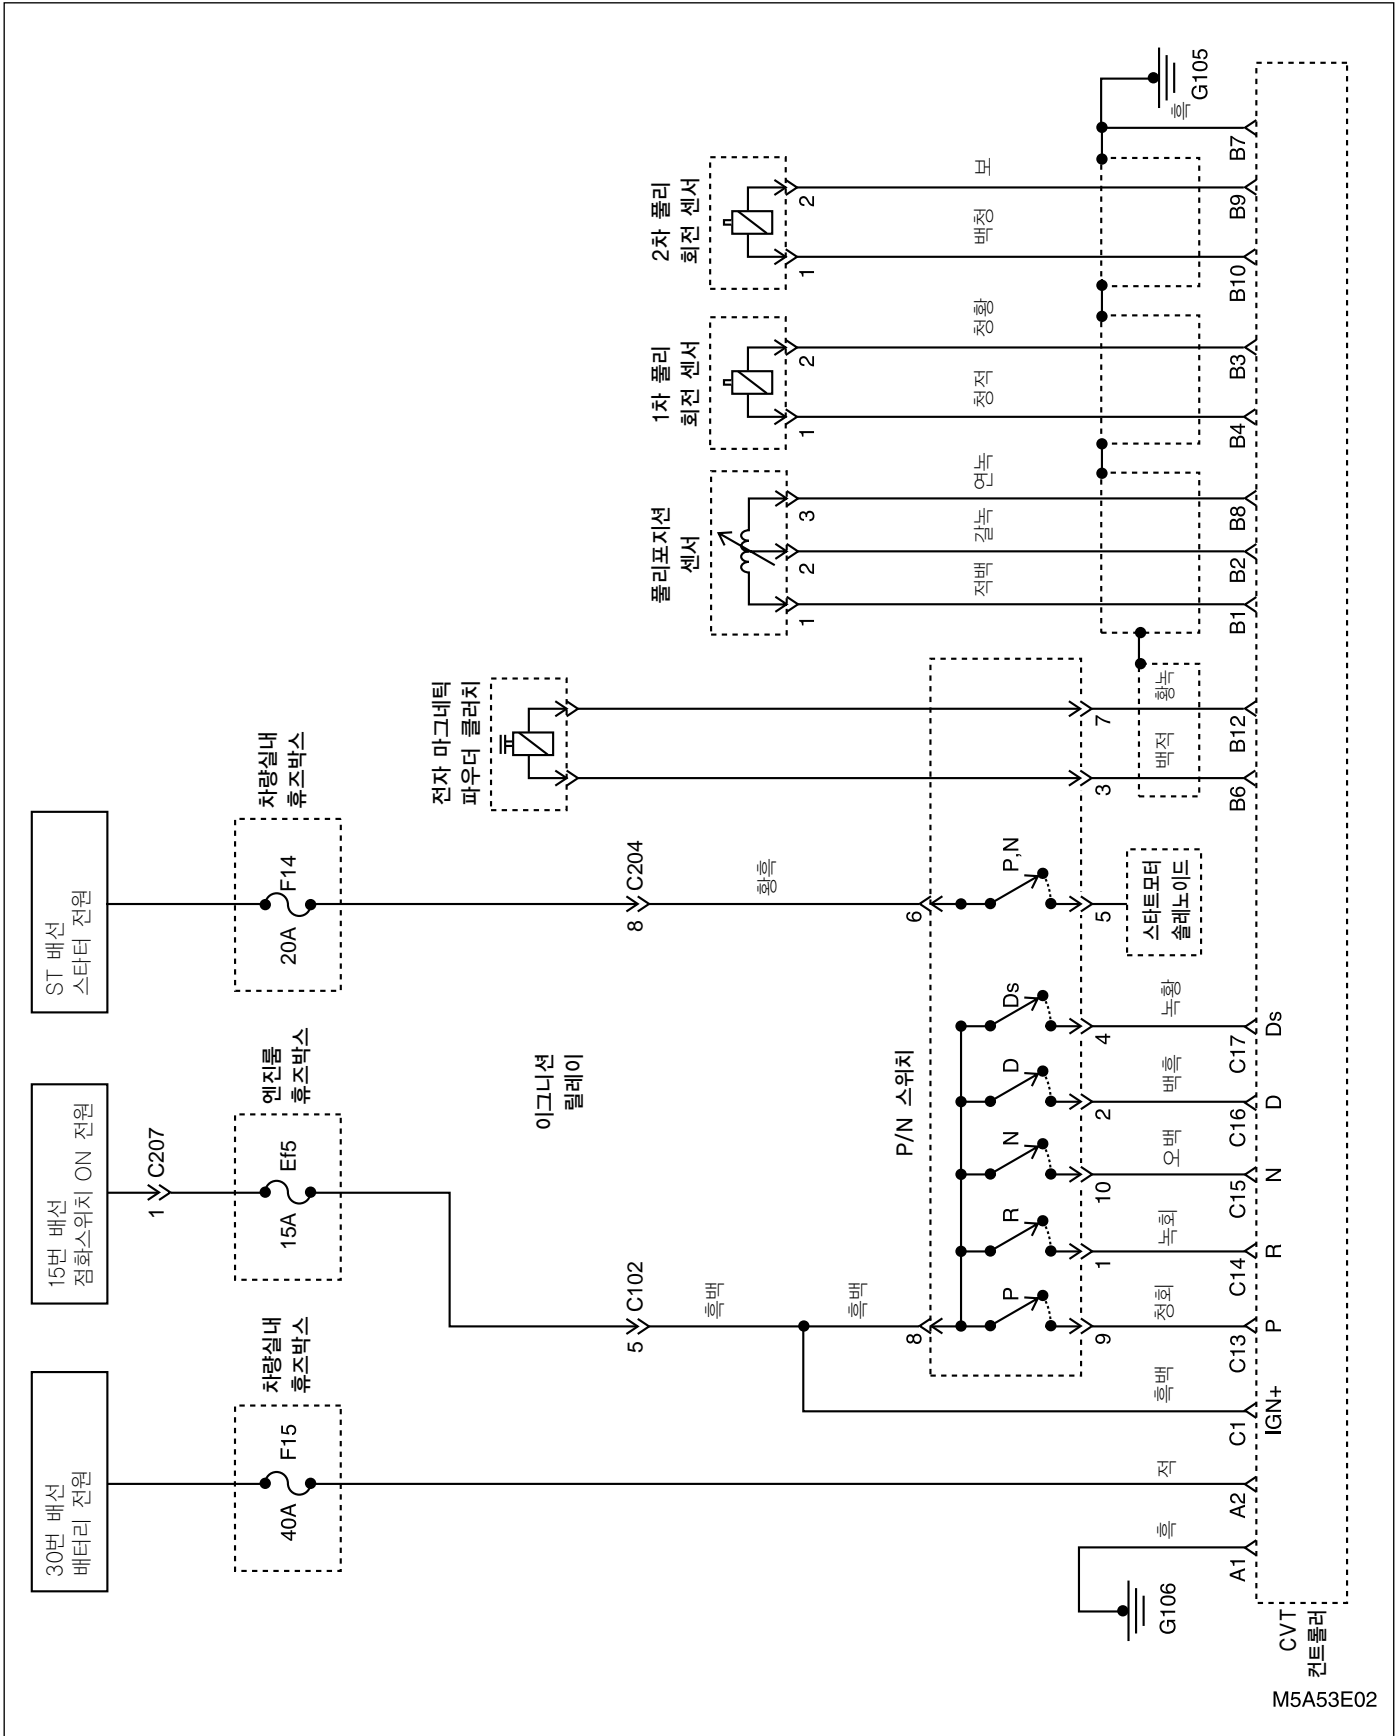 30번 배선
배터리 전원
15번 배선
점화스위치 ON 전원
ST 배선
스타터 전원
1
C207
차량실내
휴즈박스
40A
F15
엔진룸
휴즈박스
15A
Ef5
차량실내
휴즈박스
20A
F14
이그니션
릴레이
전자 마그네틱
파우더 클러치
풀리포지션
센서
1차 풀리
회전 센서
2차 풀리
회전 센서
5
C102
8
C204
1
2
3
1
2
1
2
흑백
흑백
황흑
P/N 스위치
8
6
P
R
N
D
Ds
P,N
9
1
10
2
4
5
3
7
스타트모터
솔레노이드
적백
갈녹
연녹
청적
청황
백청
보
G106
흑
적
흑백
청회
녹회
오백
백흑
녹황
백적
황녹
흑
G105
A1
A2
C1
C13
C14
C15
C16
C17
B6
B12
B1
B2
B8
B4
B3
B10
B9
B7
IGN+
P
R
N
D
Ds
CVT
컨트롤러
M5A53E02